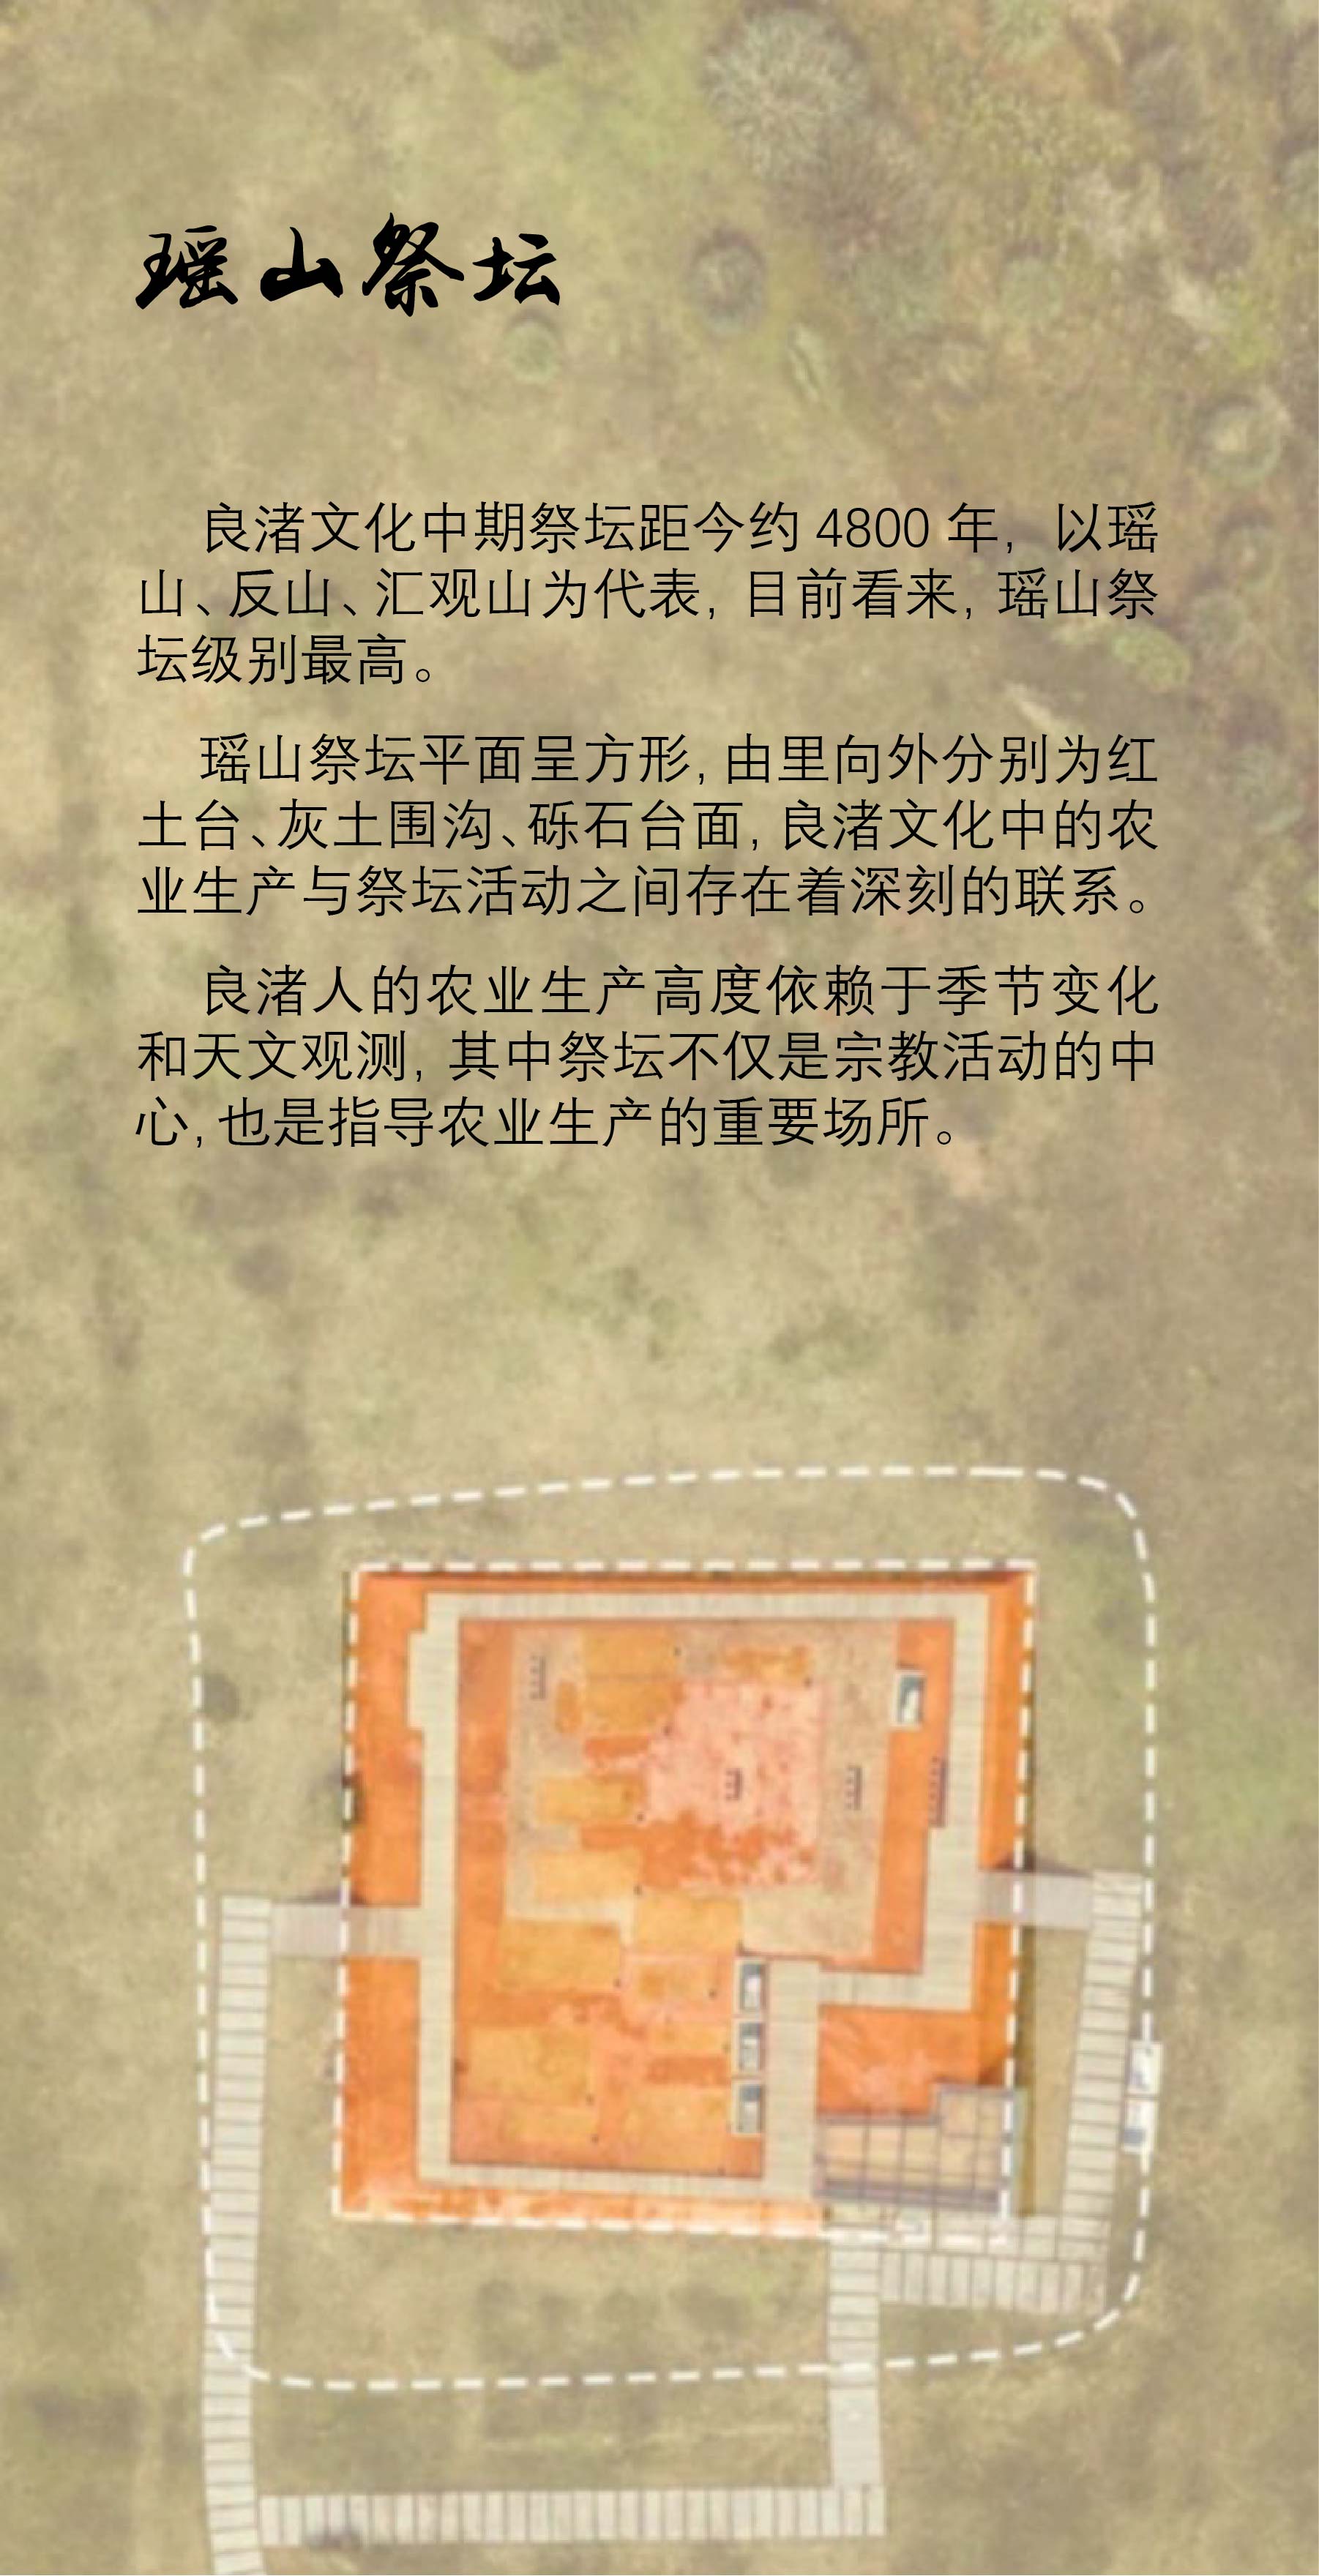 瑶山祭坛
良渚文化中期祭坛距今约 4800 年, 以瑶
山、反山、汇观山为代表, 目前看来, 瑶山祭
坛级别最高。
瑶山祭坛平面呈方形, 由里向外分别为红
土台、灰土围沟、砾石台面, 良渚文化中的农
业生产与祭坛活动之间存在着深刻的联系。
良渚人的农业生产高度依赖于季节变化
和天文观测, 其中祭坛不仅是宗教活动的中
心, 也是指导农业生产的重要场所。